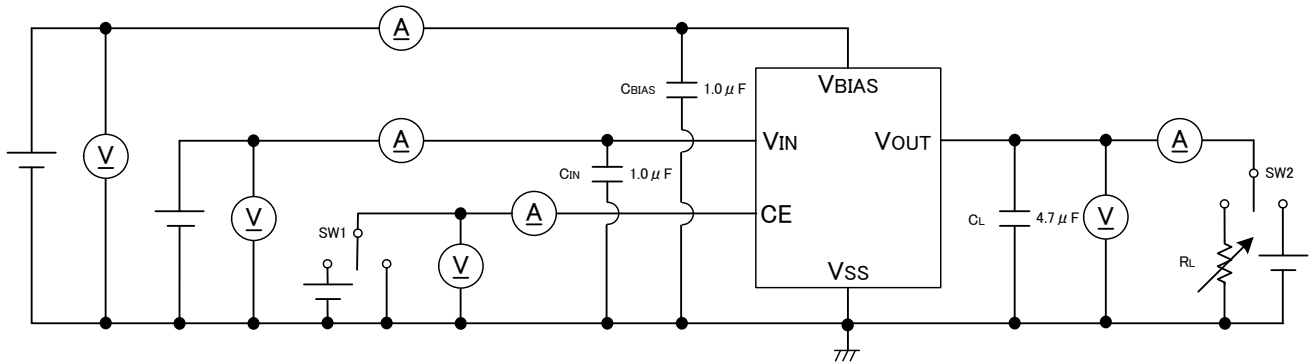 A
CBIAS 1.0μF
VBIAS
V
A
VIN
VOUT
A
V
CIN 1.0μF
SW2
SW1
A
CE
CL 4.7μF
V
V
RL
VSS